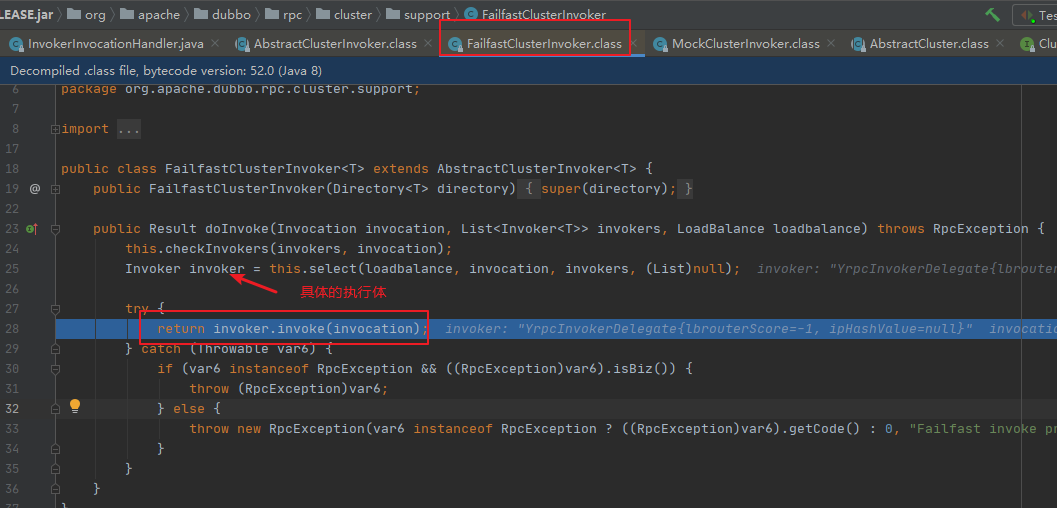 LEASE.jar org apache dubbo rpc cluster support FailfastClusterInvoker Tes
InvokerInvocationHandler.java AbstractClusterInvoker.class FailfastClusterInvoker.class MockClusterInvoker.class AbstractCluster.class Clu
Decompiled .class file, bytecode version: 52.0 (Java 8)
6 package org.apache.dubbo.rpc.cluster.support;
7
8 import ...
17
18 public class FailfastClusterInvoker<T> extends AbstractClusterInvoker<T> {
19 @ public FailfastClusterInvoker(Directory<T> directory) { super(directory); }
22
23 public Result doInvoke(Invocation invocation, List<Invoker<T>> invokers, LoadBalance loadbalance) throws RpcException {
24 this.checkInvokers(invokers, invocation);
25 Invoker invoker = this.select(loadbalance, invocation, invokers, (List)null); invoker: "YrpcInvokerDelegate{lbrouter
26 具体的执行体
27 try {
28 return invoker.invoke(invocation); invoker: "YrpcInvokerDelegate{lbrouterScore=-1, ipHashValue=null}" invocation
29 } catch (Throwable var6) {
30 if (var6 instanceof RpcException && ((RpcException)var6).isBiz()) {
31 throw (RpcException)var6;
32 } else {
33 throw new RpcException(var6 instanceof RpcException ? ((RpcException)var6).getCode() : 0, "Failfast invoke pr
34 }
35 }
36 }